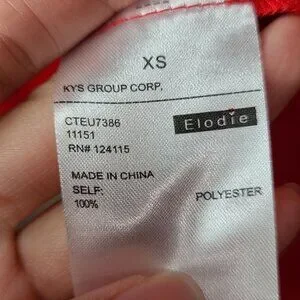 XS
KYS GROUP CORP.
CTEU7386
11151
Elodie
RN# 124115
MADE IN CHINA
SELF:
POLYESTER
100%